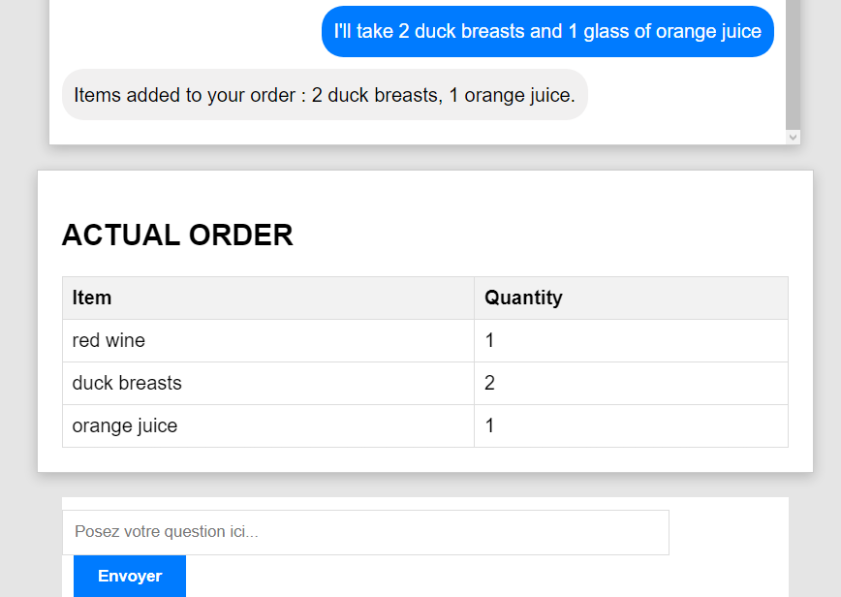 I'll take 2 duck breasts and 1 glass of orange juice
Items added to your order : 2 duck breasts, 1 orange juice.
ACTUAL ORDER
Item Quantity
red wine 1
duck breasts 2
orange juice 1
Posez votre question ici...
Envoyer